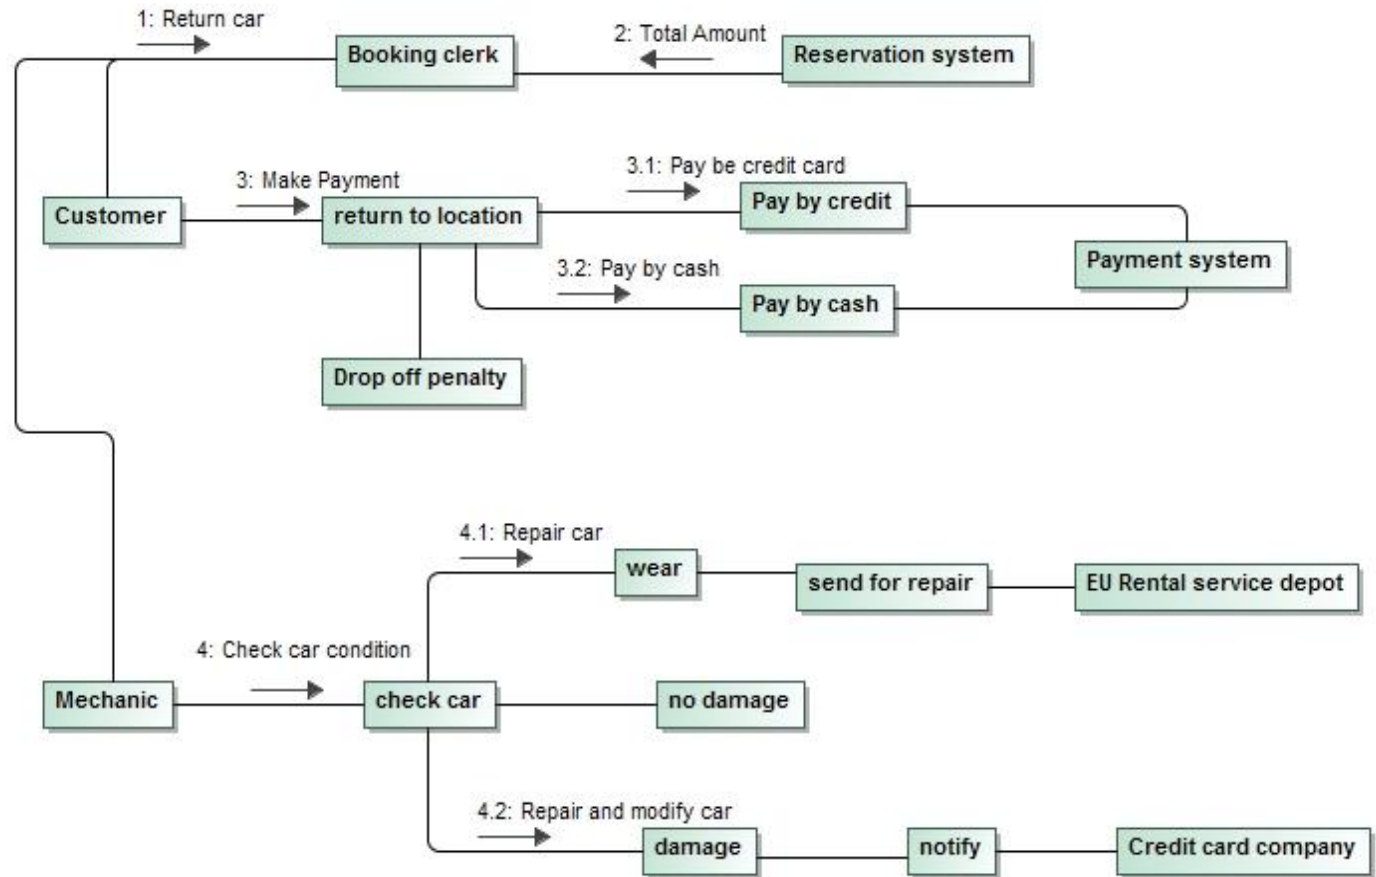 1: Return car
2: Total Amount
Booking clerk
Reservation system
3: Make Payment
3.1: Pay be credit card
Customer
return to location
Pay by credit
3.2: Pay by cash
Payment system
Pay by cash
Drop off penalty
4.1: Repair car
wear
send for repair
EU Rental service depot
4: Check car condition
Mechanic
check car
no damage
4.2: Repair and modify car
damage
notify
Credit card company